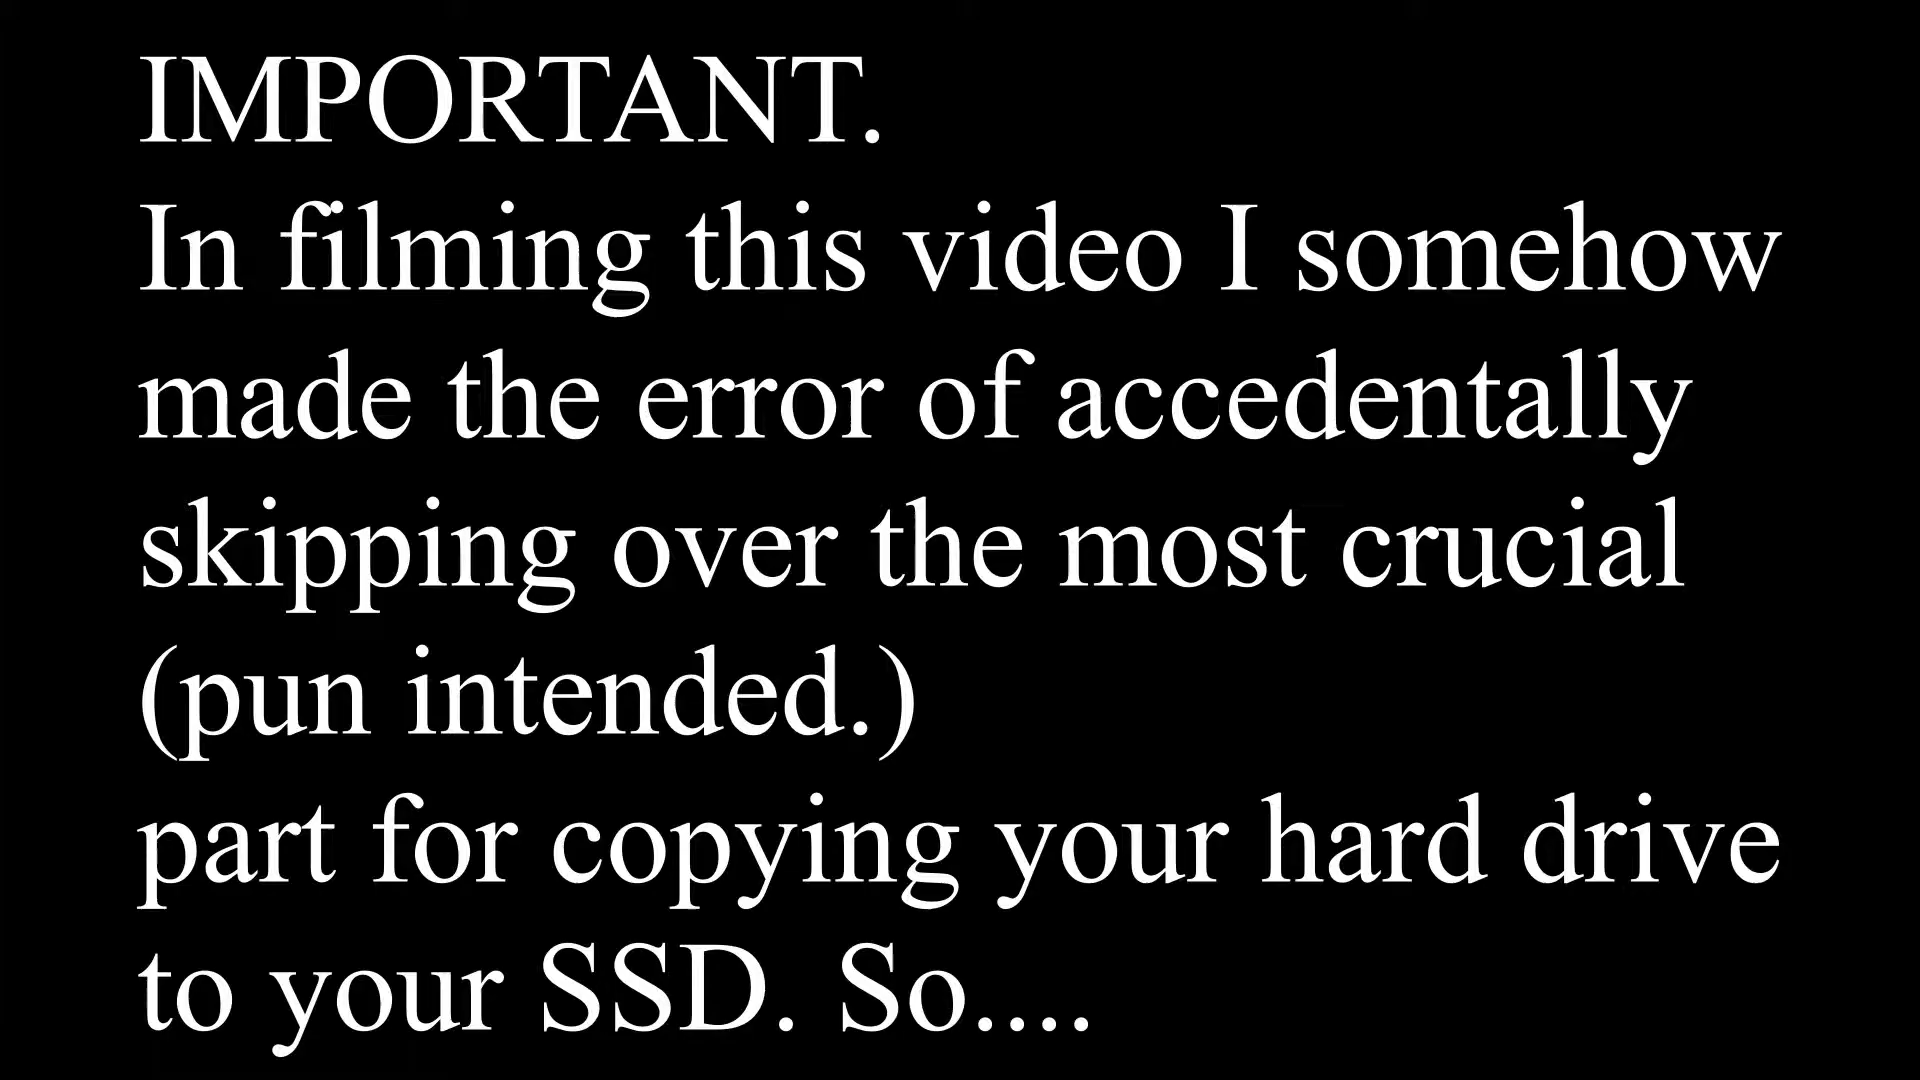 IMPORTANT.
In filming this video I somehow
made the error of accedentally
skipping over the most crucial
(pun intended.)
part for copying your hard drive
to your SSD. So....